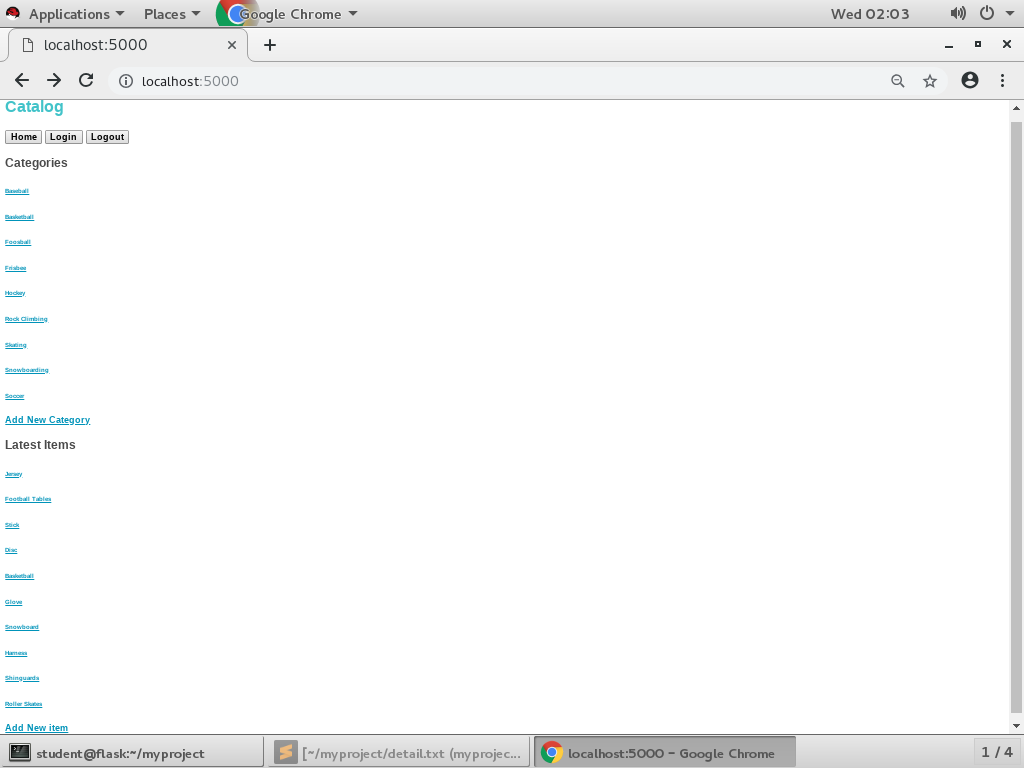 Applications Places Google Chrome Wed 02:03
localhost:5000
localhost:5000
Catalog
Home Login Logout
Categories
Baseball
Basketball
Foosball
Frisbee
Hockey
Rock Climbing
Skating
Snowboarding
Soccer
Add New Category
Latest Items
Jersey
Football Tables
Stick
Disc
Basketball
Glove
Snowboard
Harness
Shinguards
Roller Skates
Add New item
student@flask:~/myproject [~/myproject/detail.txt (myprojec... localhost:5000 – Google Chrome 1 / 4